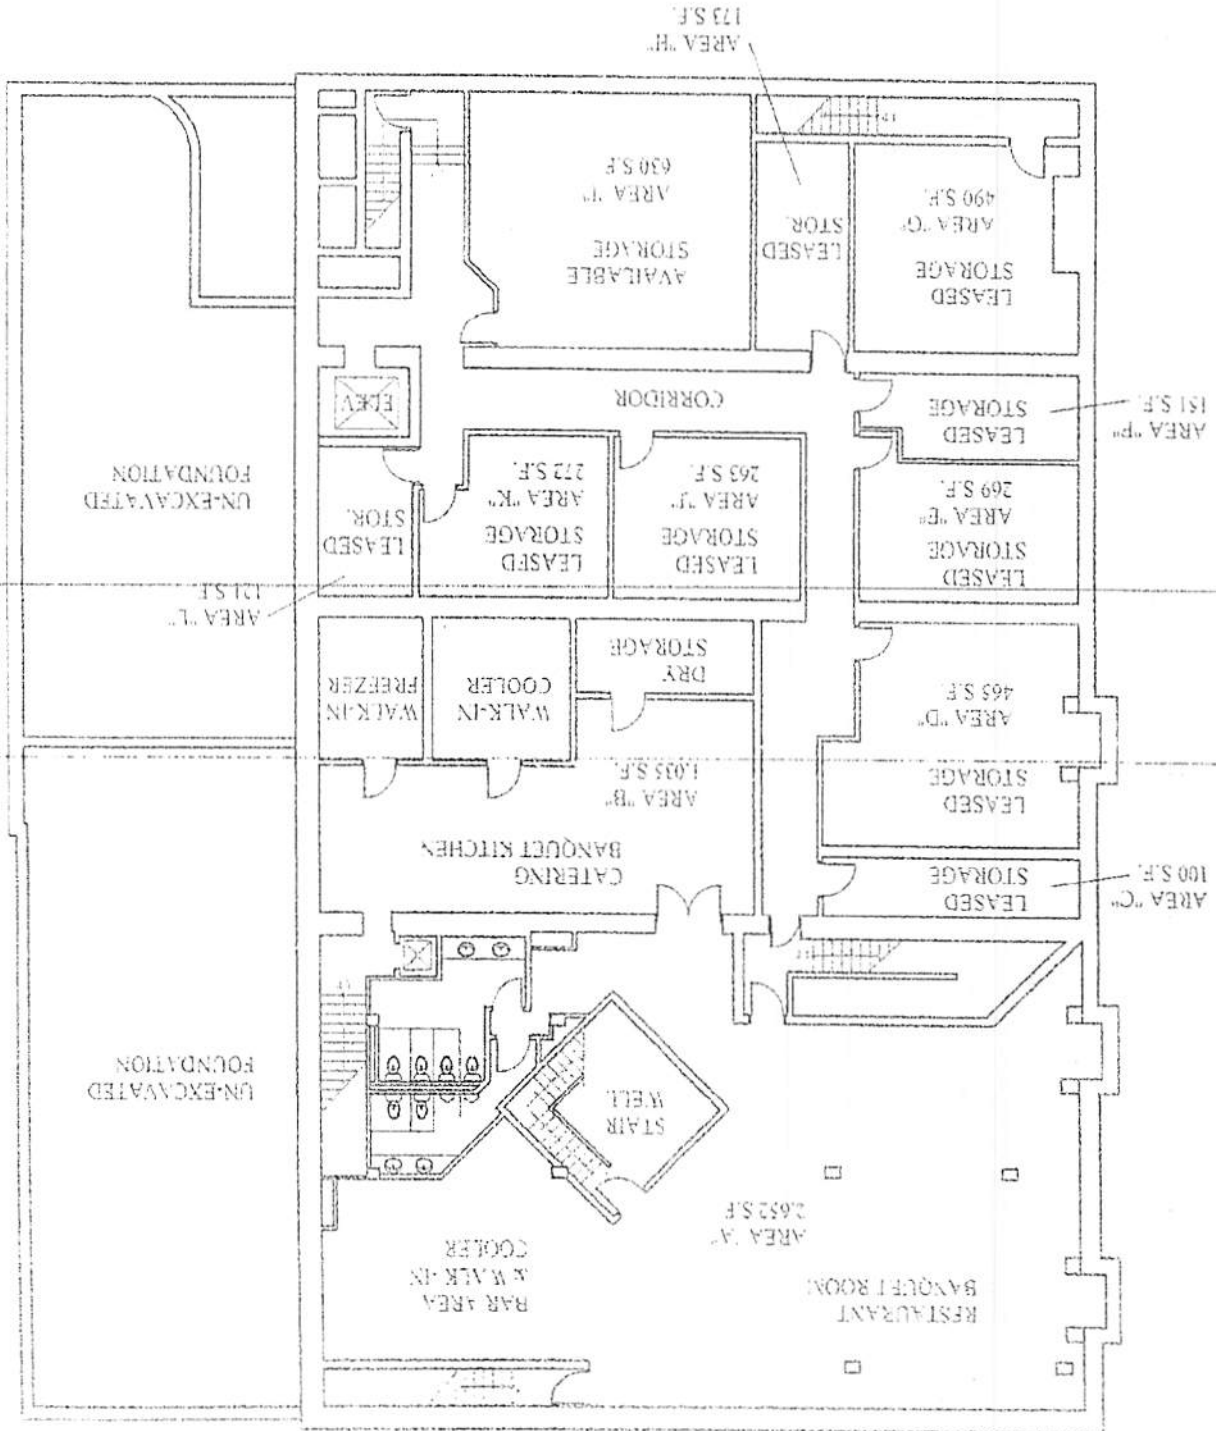 RESTAURANT
BANQUET ROOM
AREA "A"
2,652 S.F.
BAR AREA
& WALK-IN
COOLER
STAIR
WELL
UN-EXCAVATED
FOUNDATION
AREA "C"
100 S.F.
LEASED
STORAGE
CATERING
BANQUET KITCHEN
AREA "B"
1,035 S.F.
LEASED
STORAGE
AREA "D"
465 S.F.
DRY
STORAGE
WALK-IN
COOLER
WALK-IN
FREEZER
AREA "L"
121 S.F.
LEASED
STORAGE
AREA "E"
269 S.F.
LEASED
STORAGE
AREA "J"
263 S.F.
LEASED
STORAGE
AREA "K"
272 S.F.
LEASED
STOR.
UN-EXCAVATED
FOUNDATION
AREA "F"
151 S.F.
LEASED
STORAGE
CORRIDOR
ELEV
LEASED
STORAGE
AREA "G"
490 S.F.
LEASED
STOR.
AVAILABLE
STORAGE
AREA "I"
630 S.F.
AREA "H"
173 S.F.